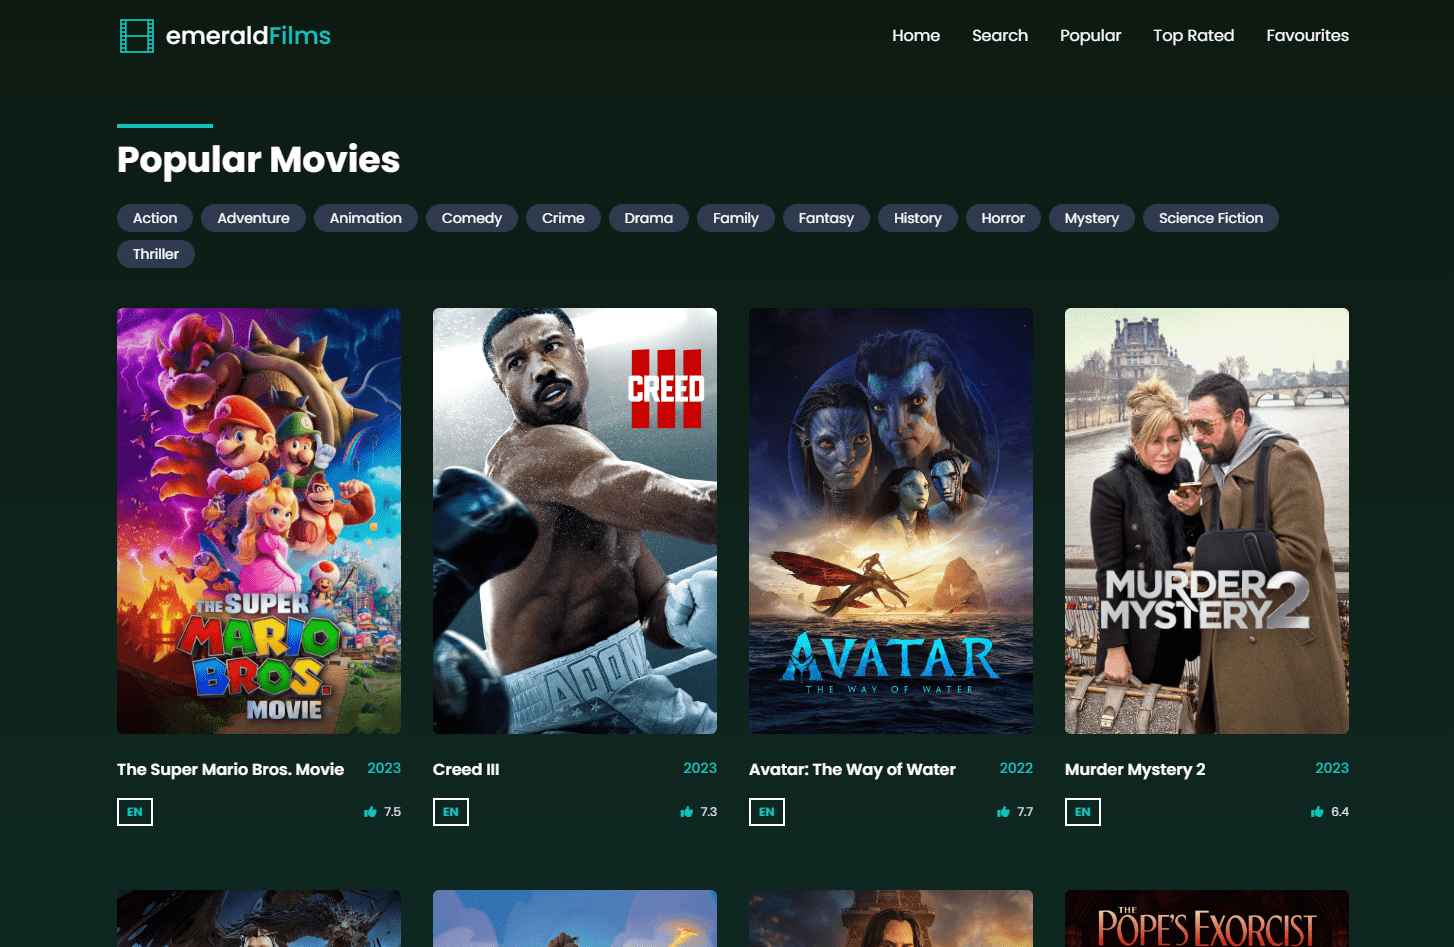 emeraldFilms
Home Search Popular Top Rated Favourites
Popular Movies
Action Adventure Animation Comedy Crime Drama Family Fantasy History Horror Mystery Science Fiction
Thriller
THE SUPER
MARIO
BROS.
MOVIE
CREED
III
AVATAR
THE WAY OF WATER
MURDER
MYSTERY 2
The Super Mario Bros. Movie 2023
EN 7.5
Creed III 2023
EN 7.3
Avatar: The Way of Water 2022
EN 7.7
Murder Mystery 2 2023
EN 6.4
THE
POPE'S EXORCIST